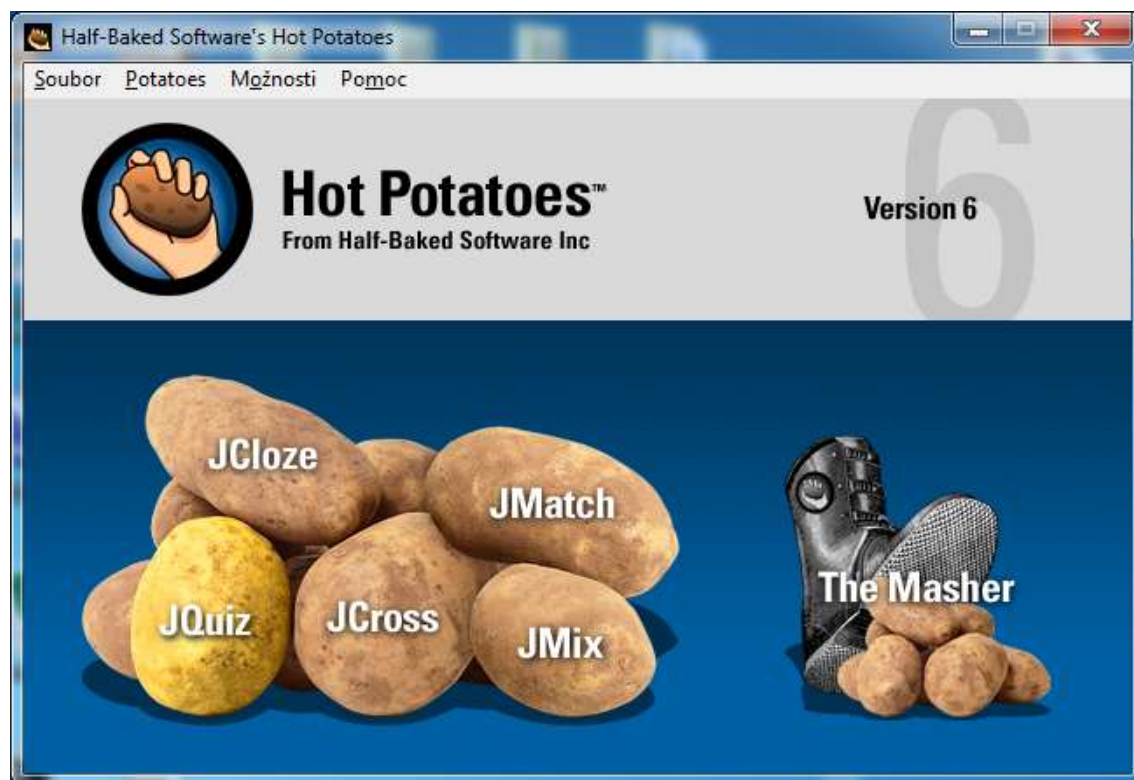 Half-Baked Software's Hot Potatoes
Soubor Potatoes Možnosti Pomoc
Hot Potatoes™
From Half-Baked Software Inc
6
Version 6
JCloze
JMatch
JQuiz
JCross
JMix
The Masher